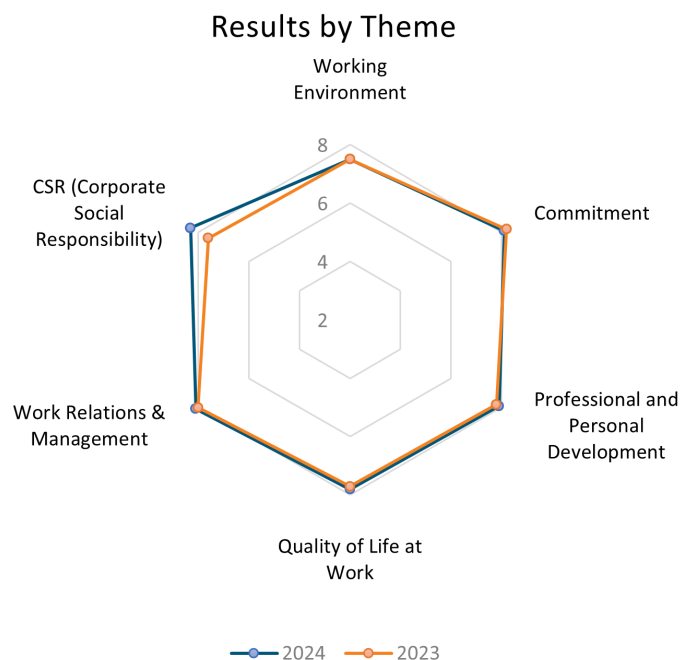 Results by Theme
Working
Environment
8
CSR (Corporate
Social
Responsibility)
6
Commitment
4
2
Work Relations &
Management
Professional and
Personal
Development
Quality of Life at
Work
2024
2023